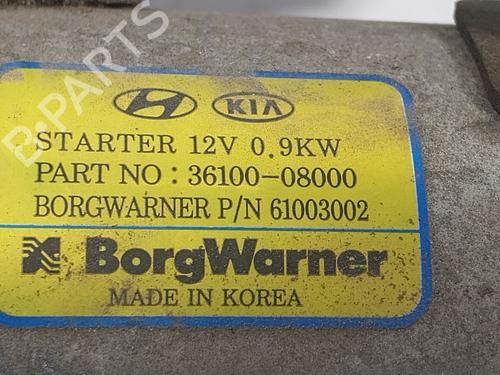 B-PARTS
KIA
STARTER 12V 0.9KW
PART NO : 36100-08000
BORGWARNER P/N 61003002
BorgWarner
MADE IN KOREA